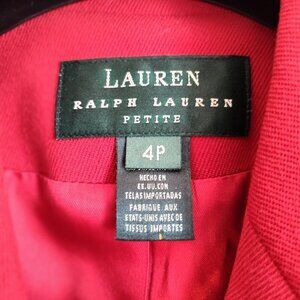 LAUREN
RALPH LAUREN
PETITE
4P
HECHO EN
EE.UU.CON
TELAS IMPORTADAS
FABRIQUE AUX
ETATS-UNIS AVEC DE
TISSUS IMPORTES